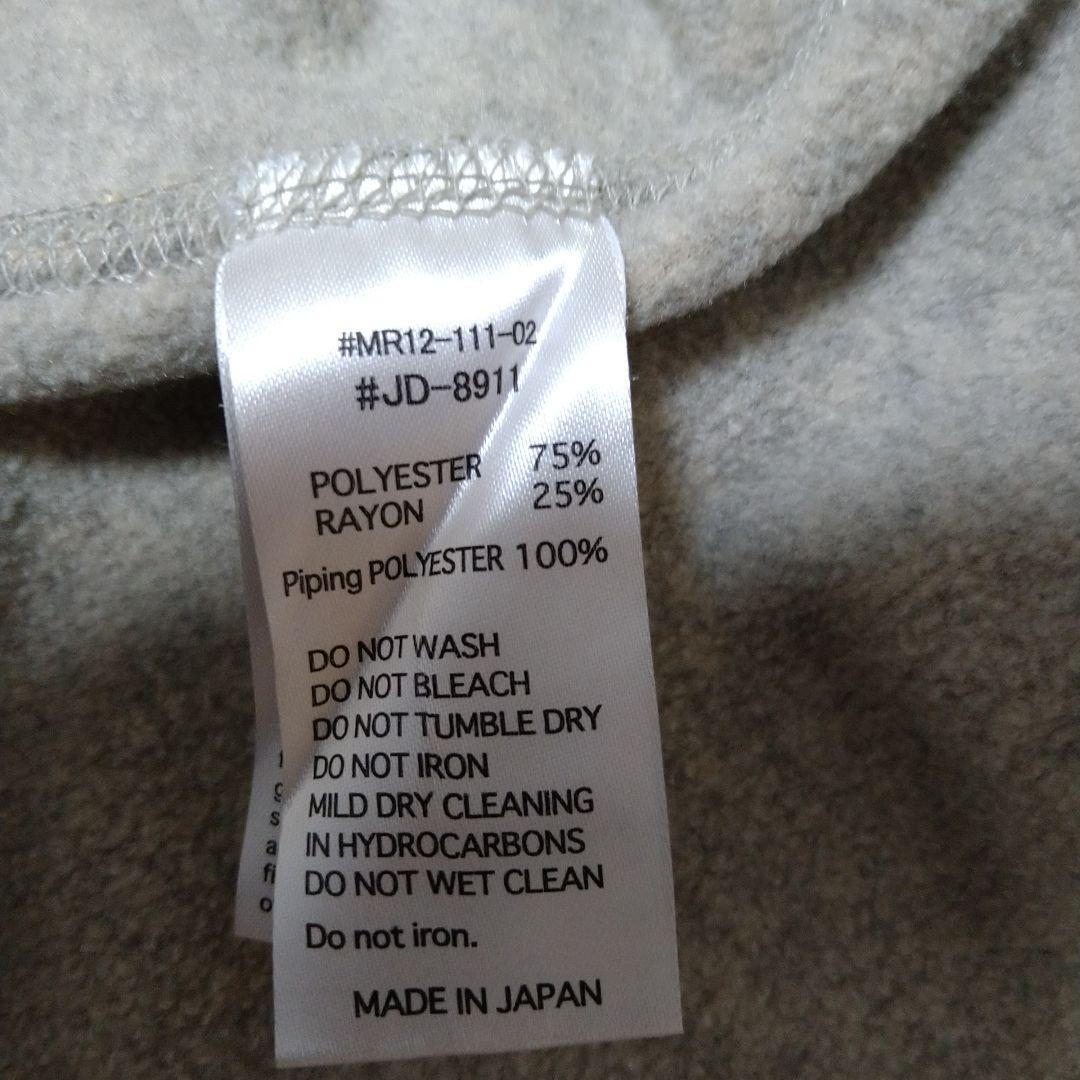 #MR12-111-02
#JD-8911
POLYESTER 75%
RAYON 25%
Piping POLYESTER 100%
DO NOT WASH
DO NOT BLEACH
DO NOT TUMBLE DRY
DO NOT IRON
MILD DRY CLEANING
IN HYDROCARBONS
DO NOT WET CLEAN
Do not iron.
MADE IN JAPAN